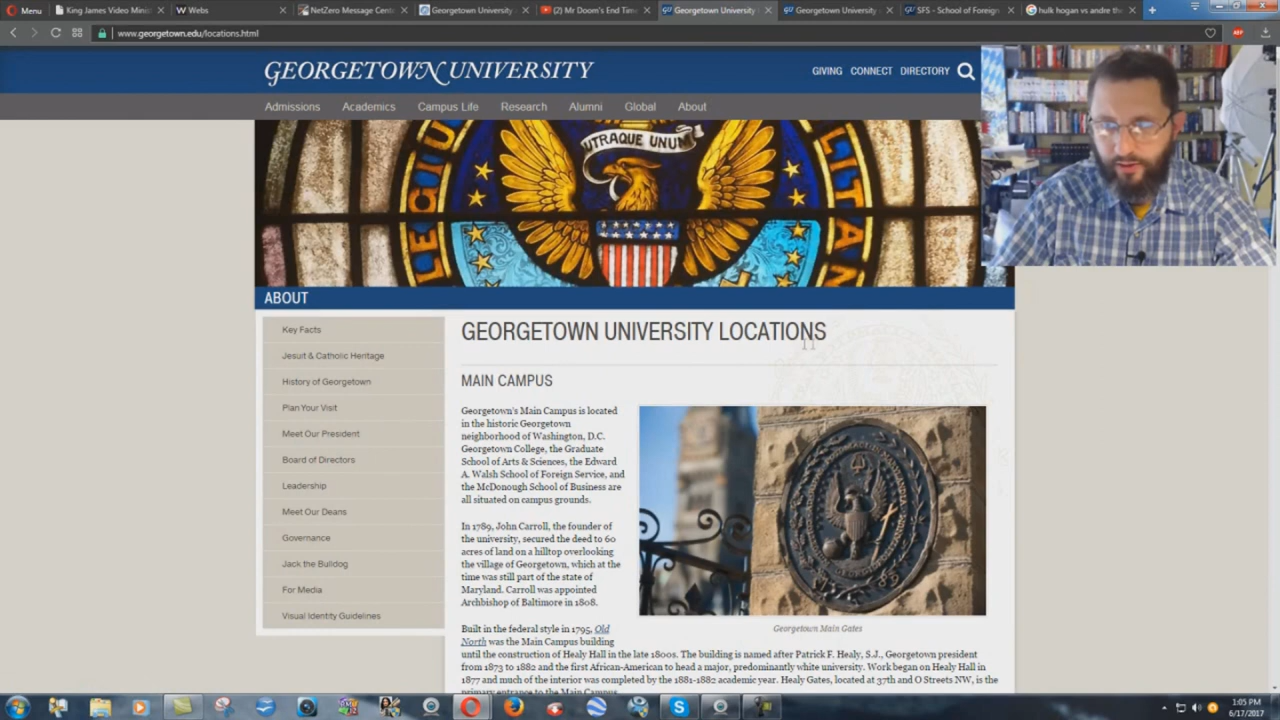 Menu
King James Video Minist
Webs
NetZero Message Cente
Georgetown University
(2) Mr Doom's End Time
Georgetown University
Georgetown University
SFS - School of Foreign
hulk hogan vs andre the
www.georgetown.edu/locations.html
ABP
GEORGETOWN UNIVERSITY
GIVING CONNECT DIRECTORY
Admissions Academics Campus Life Research Alumni Global About
UTRAQUE UNUM
LEGIU
LITAN
ABOUT
Key Facts
Jesuit & Catholic Heritage
History of Georgetown
Plan Your Visit
Meet Our President
Board of Directors
Leadership
Meet Our Deans
Governance
Jack the Bulldog
For Media
Visual Identity Guidelines
GEORGETOWN UNIVERSITY LOCATIONS
MAIN CAMPUS
Georgetown's Main Campus is located
in the historic Georgetown
neighborhood of Washington, D.C.
Georgetown College, the Graduate
School of Arts & Sciences, the Edward
A. Walsh School of Foreign Service, and
the McDonough School of Business are
all situated on campus grounds.
In 1789, John Carroll, the founder of
the university, secured the deed to 60
acres of land on a hilltop overlooking
the village of Georgetown, which at the
time was still part of the state of
Maryland. Carroll was appointed
Archbishop of Baltimore in 1808.
Georgetown Main Gates
Built in the federal style in 1795, Old
North was the Main Campus building
until the construction of Healy Hall in the late 1800s. The building is named after Patrick F. Healy, S.J., Georgetown president
from 1873 to 1882 and the first African-American to head a major, predominantly white university. Work began on Healy Hall in
1877 and much of the interior was completed by the 1881-1882 academic year. Healy Gates, located at 37th and O Streets NW, is the
primary entrance to the Main Campus
1:05 PM
6/17/2017